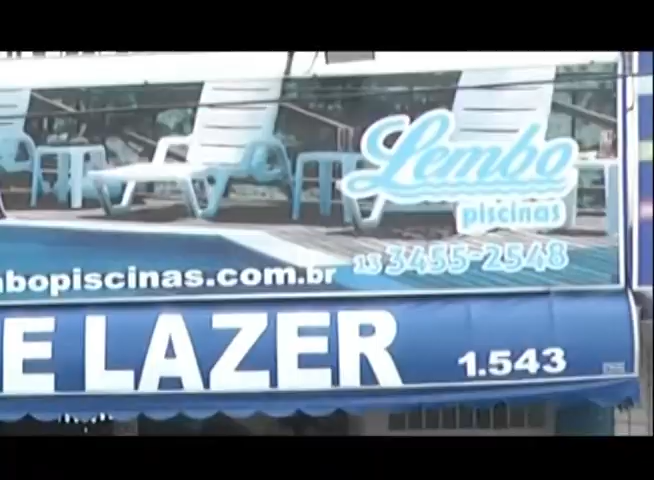 Lembo
piscinas
13 3455-2548
mbopiscinas.com.br
E LAZER
1.543